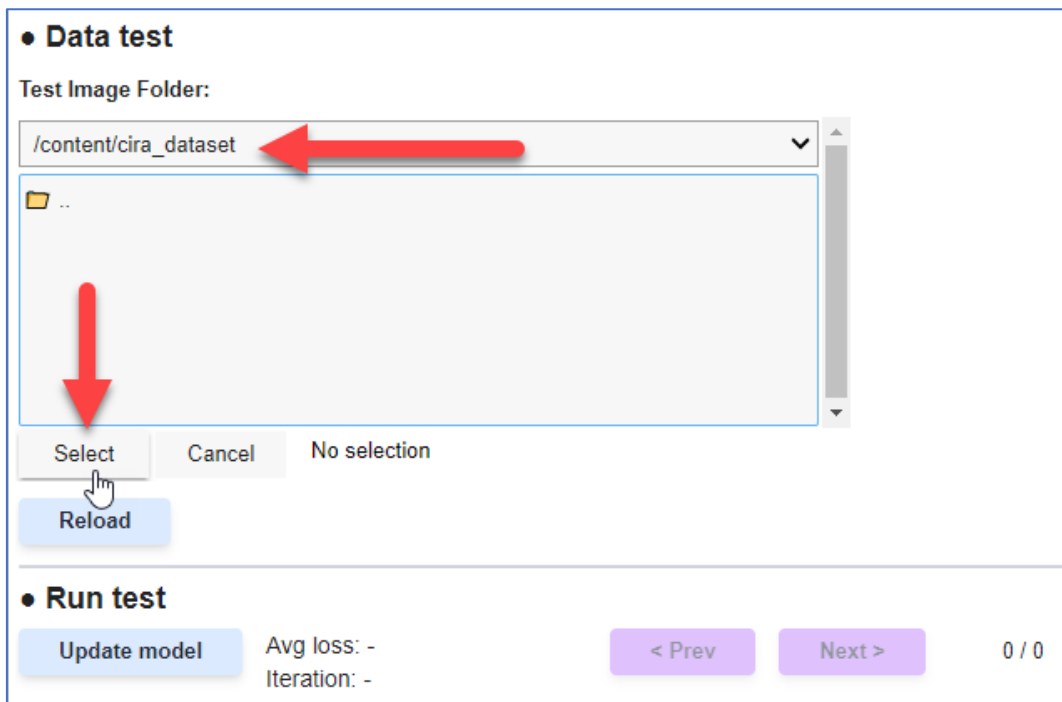 ● Data test
Test Image Folder:
/content/cira_dataset
..
Select Cancel No selection
Reload
● Run test
Update model Avg loss: - < Prev Next > 0 / 0
Iteration: -